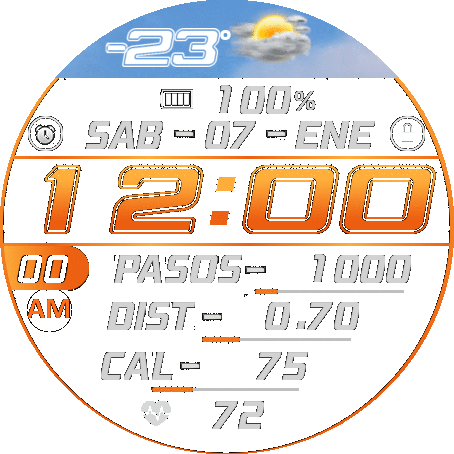 -23°
100%
SAB - 07 - ENE
12:00
00 PASOS- 1000
AM
DIST.- 0.70
CAL- 75
72